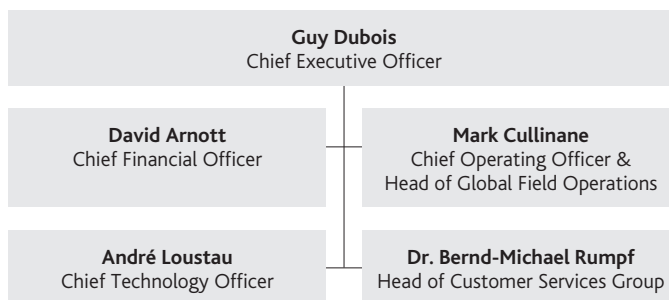 Guy Dubois
Chief Executive Officer
David Arnott
Chief Financial Officer
Mark Cullinane
Chief Operating Officer &
Head of Global Field Operations
André Loustau
Chief Technology Officer
Dr. Bernd-Michael Rumpf
Head of Customer Services Group